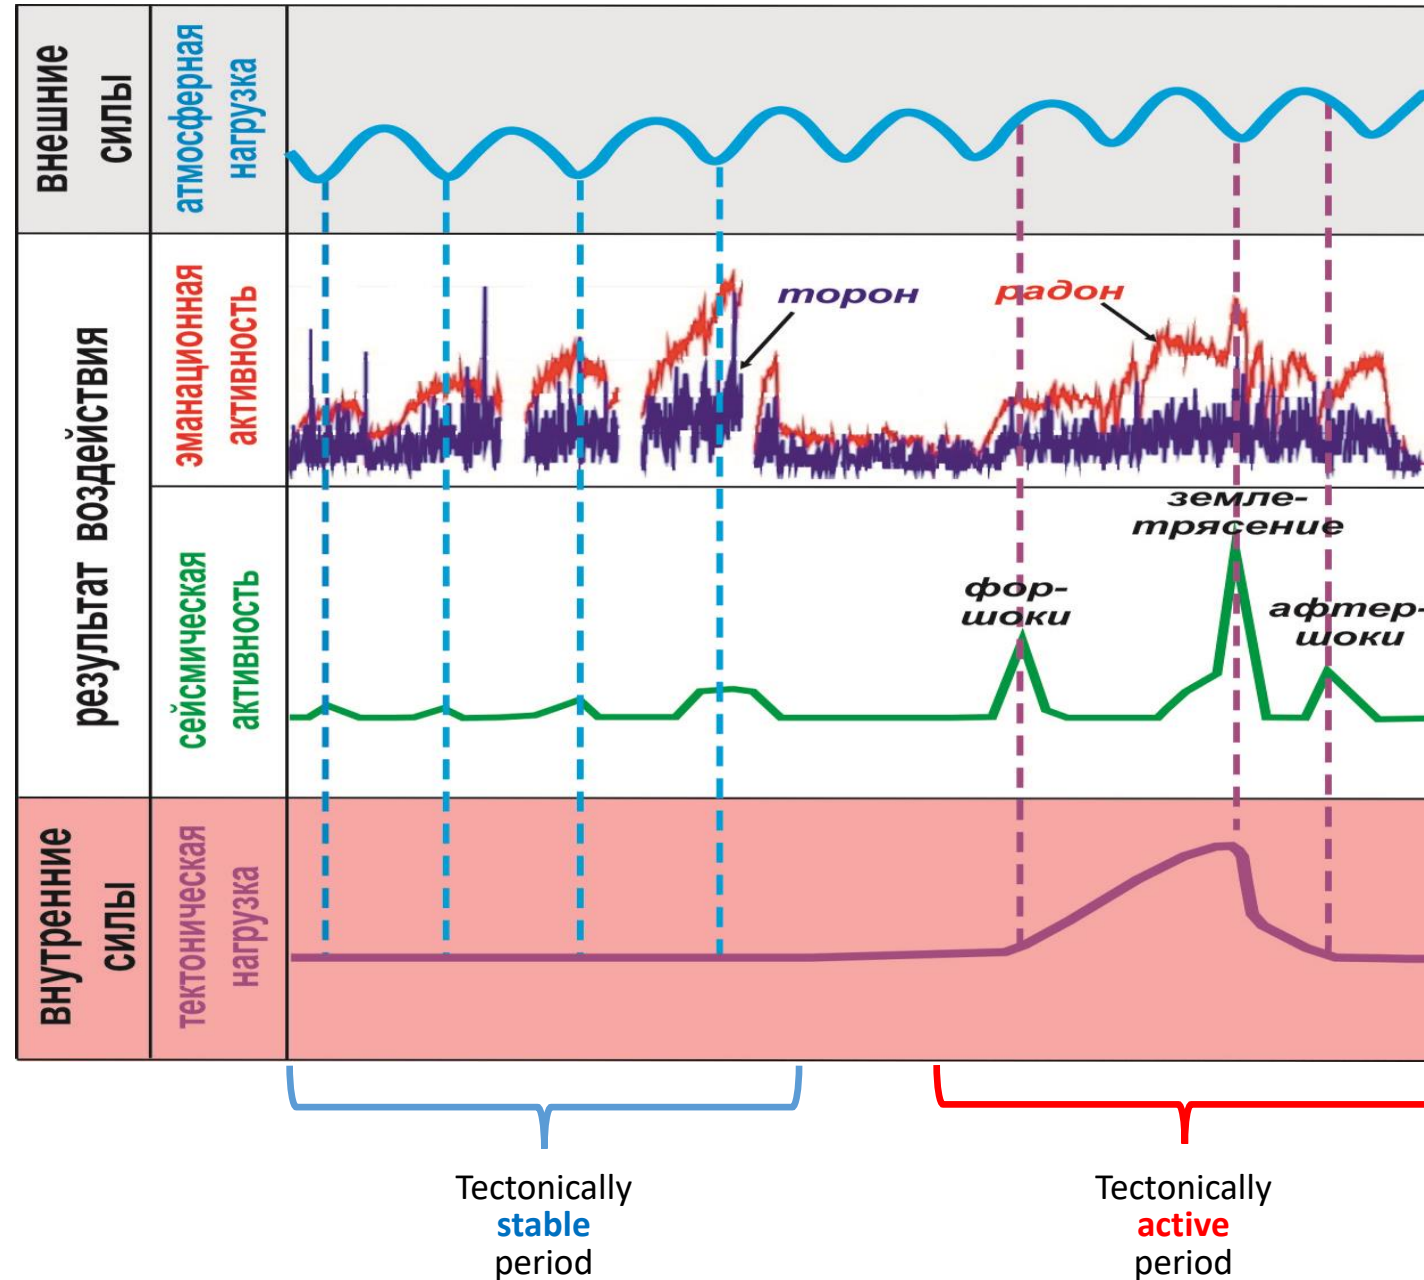 внешние
силы
атмосферная
нагрузка
результат воздействия
эманационная
активность
торон
радон
сейсмическая
активность
фор-
шоки
земле-
трясение
афтер-
шоки
внутренние
силы
тектоническая
нагрузка
Tectonically
stable
period
Tectonically
active
period